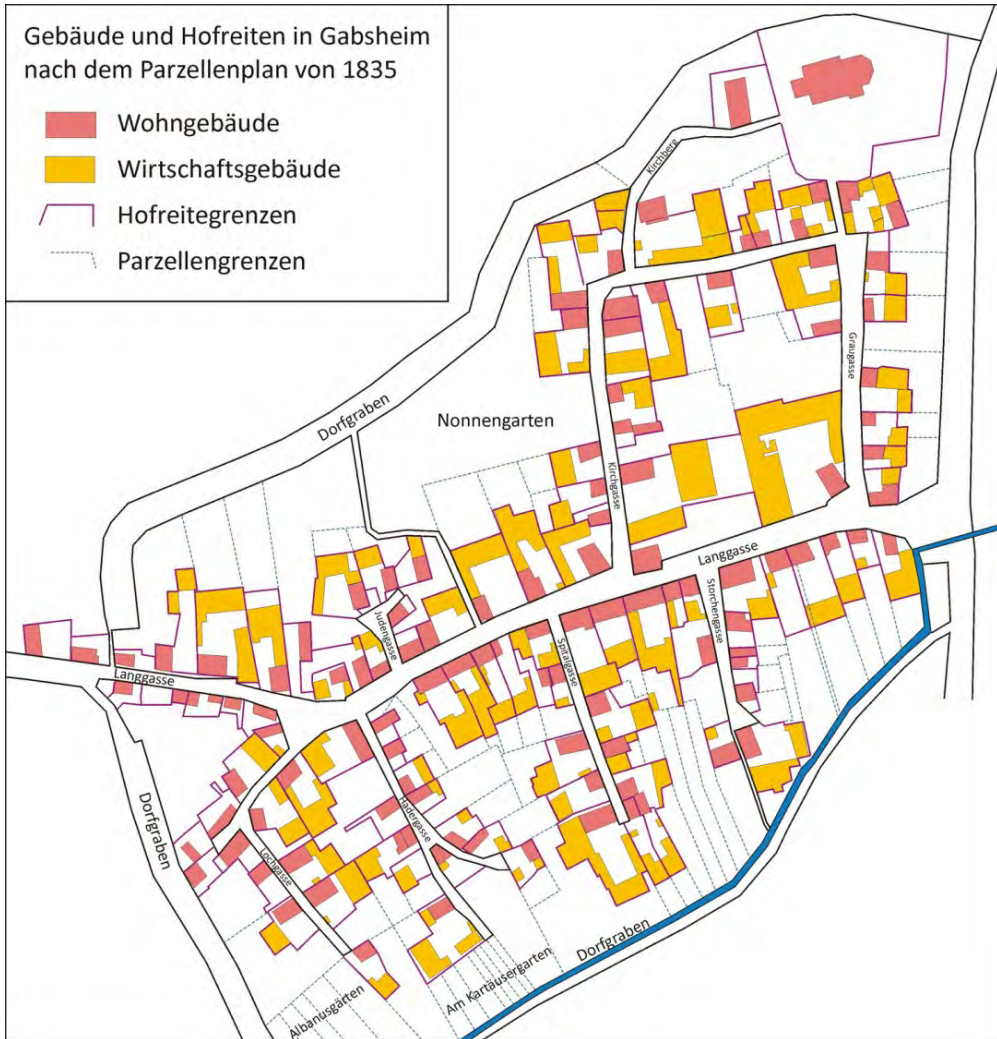 Gebäude und Hofreiten in Gabsheim
nach dem Parzellenplan von 1835
Wohngebäude
Wirtschaftsgebäude
Hofreitegrenzen
Parzellengrenzen
Kirchberg
Graugasse
Dorfgraben
Nonnengarten
Kirchgasse
Langgasse
Storchengasse
Judengasse
Spitalgasse
Langgasse
Hadergasse
Dorfgraben
Lochgasse
Dorfgraben
Am Kartäusergarten
Albanusgärten